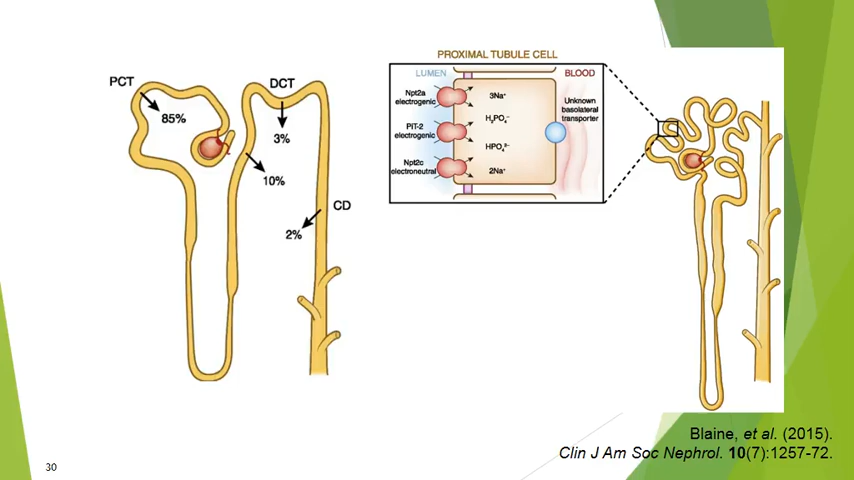 PCT
85%
DCT
3%
10%
CD
2%
PROXIMAL TUBULE CELL
LUMEN
BLOOD
Npt2a
electrogenic
3Na⁺
H₂PO₄⁻
PiT-2
electrogenic
HPO₄²⁻
Npt2c
electroneutral
2Na⁺
Unknown
basolateral
transporter
Blaine, et al. (2015).
Clin J Am Soc Nephrol. 10(7):1257-72.
30